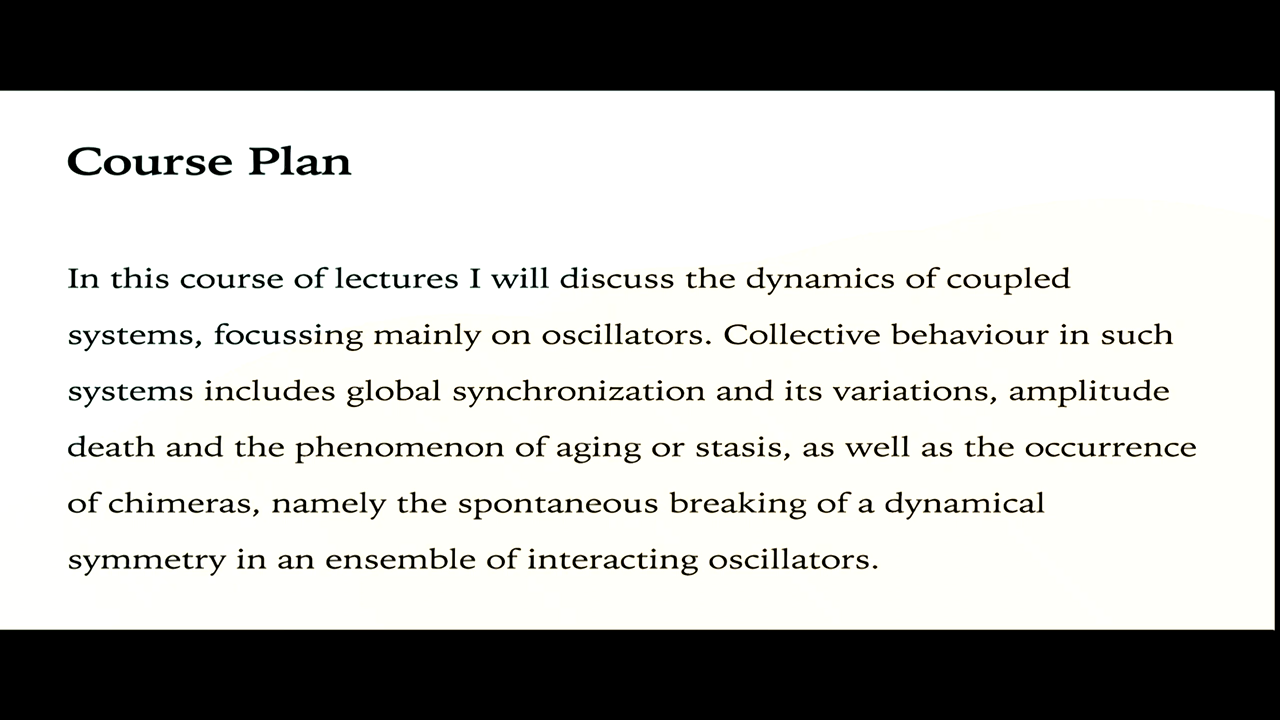 Course Plan
In this course of lectures I will discuss the dynamics of coupled
systems, focussing mainly on oscillators. Collective behaviour in such
systems includes global synchronization and its variations, amplitude
death and the phenomenon of aging or stasis, as well as the occurrence
of chimeras, namely the spontaneous breaking of a dynamical
symmetry in an ensemble of interacting oscillators.